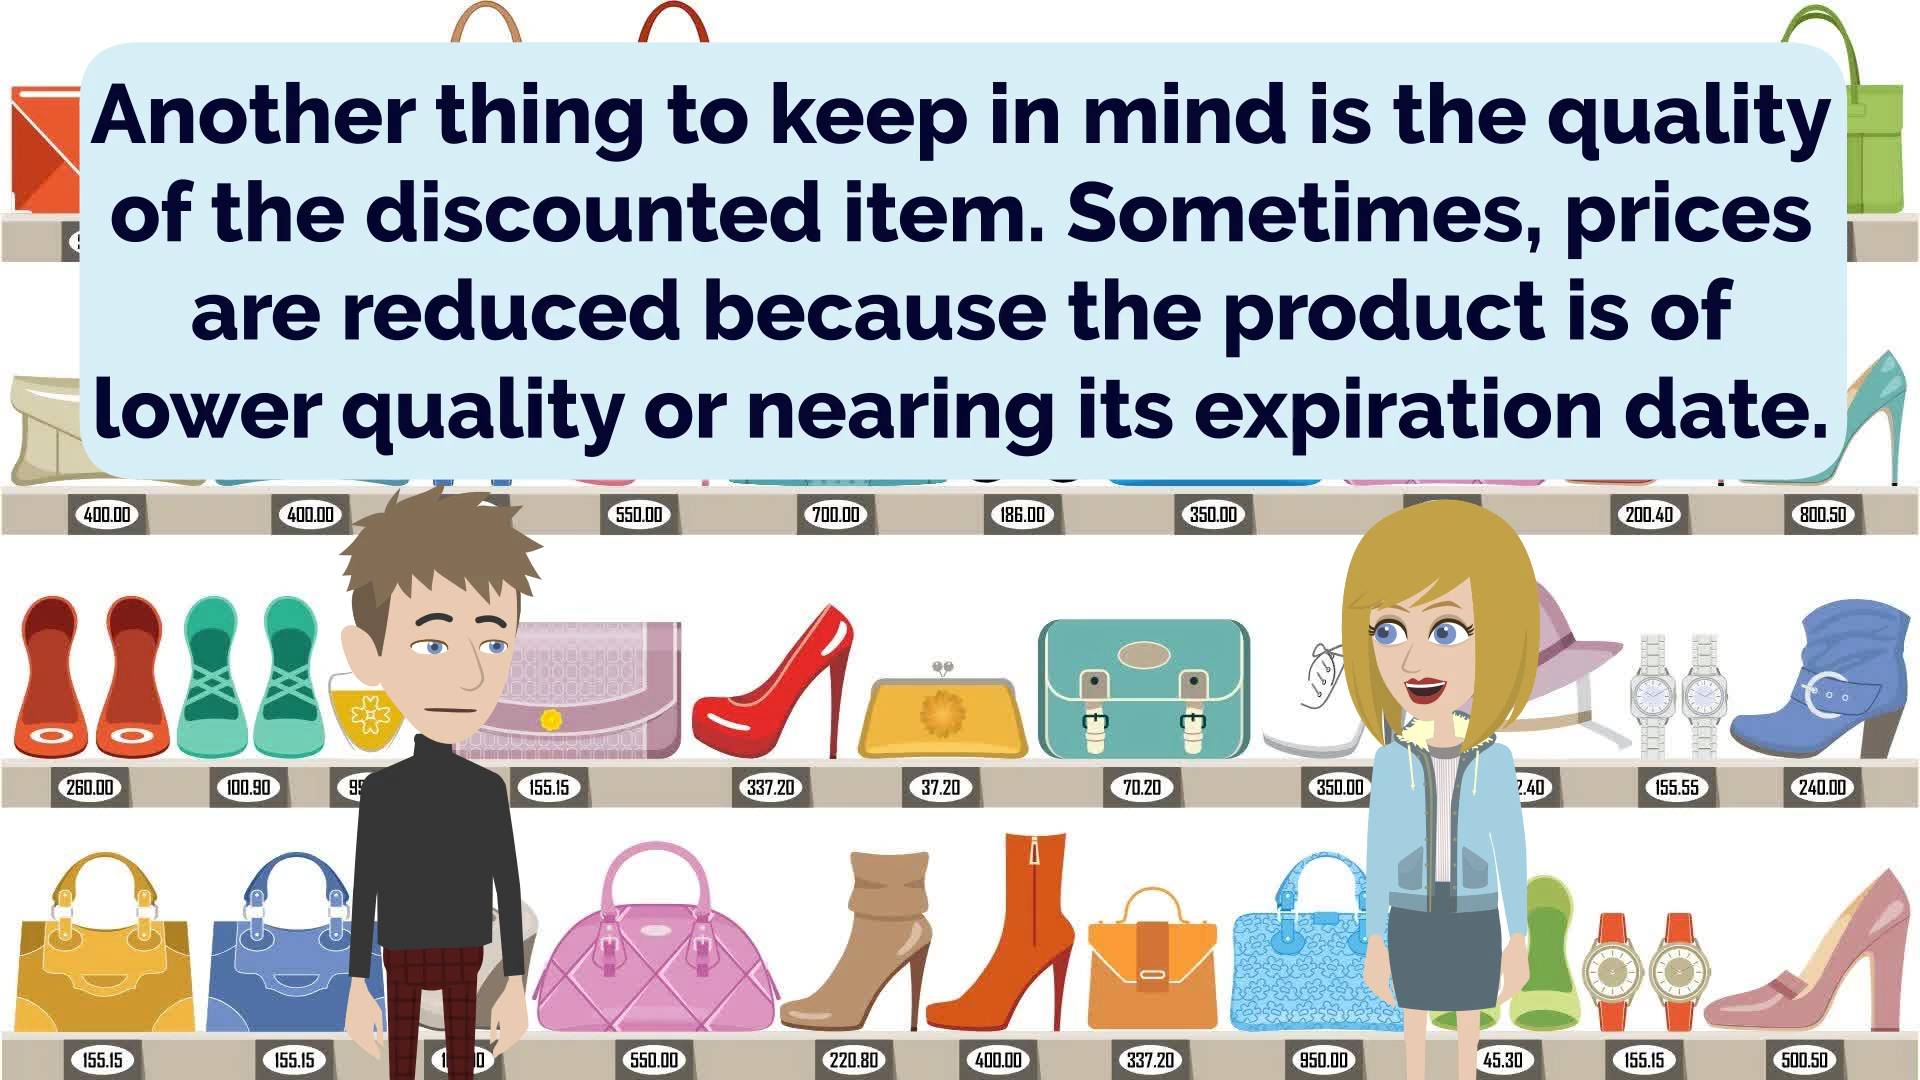 Another thing to keep in mind is the quality
of the discounted item. Sometimes, prices
are reduced because the product is of
lower quality or nearing its expiration date.
400.00 400.00 550.00 700.00 186.00 350.00 200.40 800.50
260.00 100.90 155.15 337.20 37.20 70.20 350.00 155.55 240.00
155.15 155.15 550.00 220.80 400.00 337.20 950.00 45.30 155.15 500.50